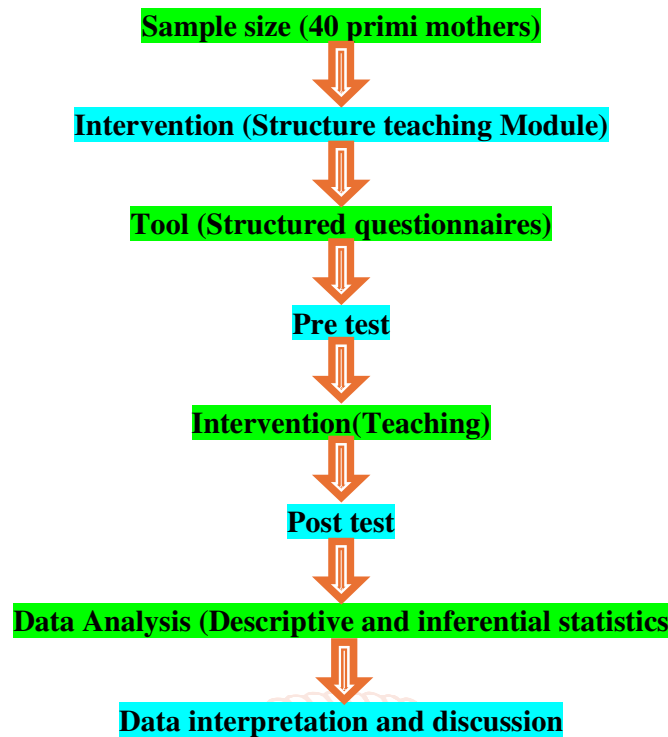 Sample size (40 primi mothers)
Intervention (Structure teaching Module)
Tool (Structured questionnaires)
Pre test
Intervention(Teaching)
Post test
Data Analysis (Descriptive and inferential statistics
Data interpretation and discussion